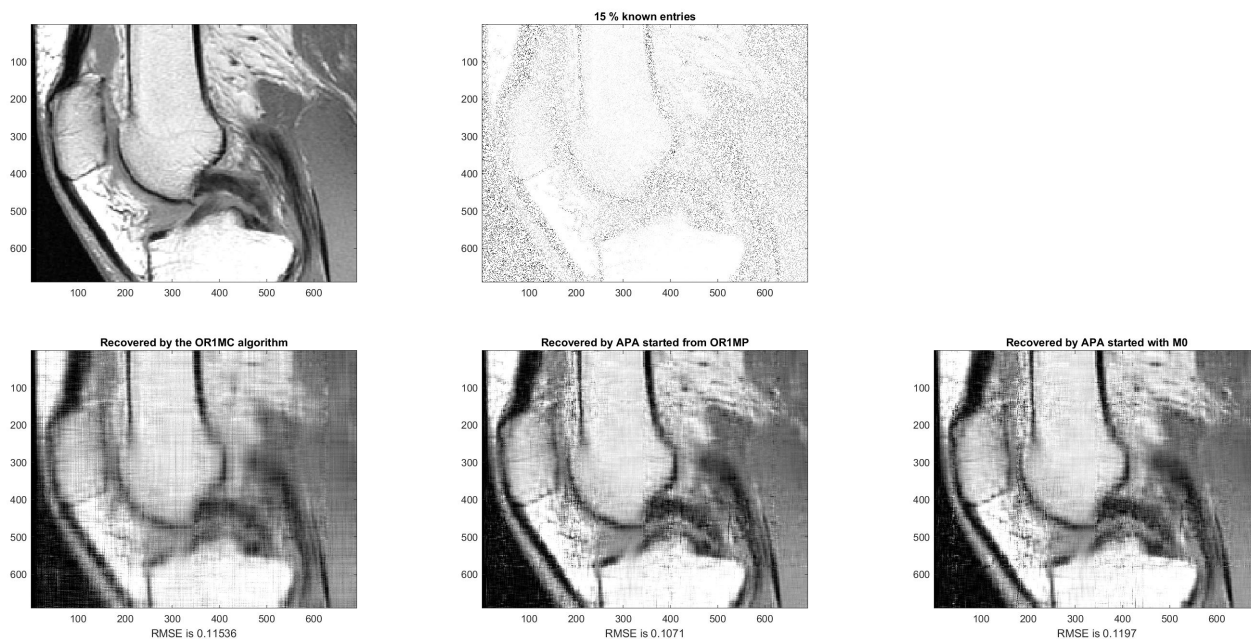 15 % known entries
100
200
300
400
500
600
100 200 300 400 500 600
100
200
300
400
500
600
100 200 300 400 500 600
Recovered by the OR1MC algorithm
100
200
300
400
500
600
100 200 300 400 500 600
RMSE is 0.11536
Recovered by APA started from OR1MP
100
200
300
400
500
600
100 200 300 400 500 600
RMSE is 0.1071
Recovered by APA started with M0
100
200
300
400
500
600
100 200 300 400 500 600
RMSE is 0.1197